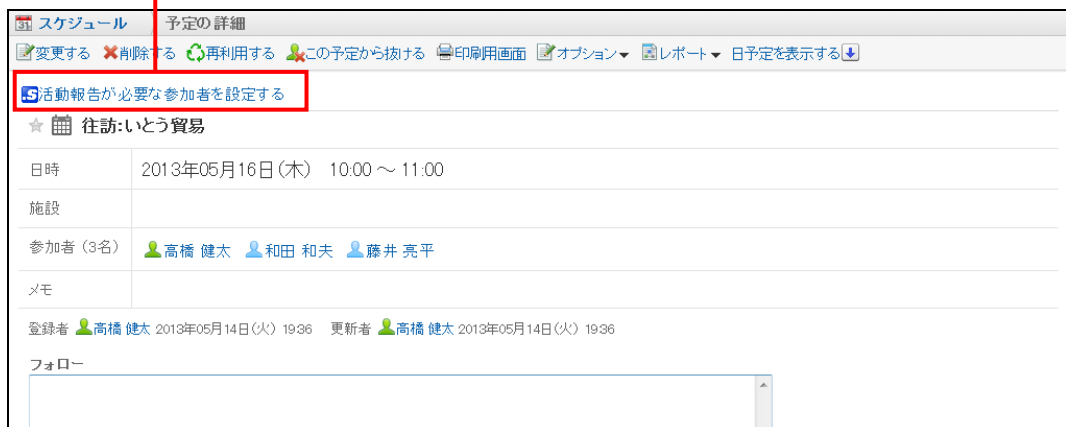 スケジュール 予定の詳細
変更する 削除する 再利用する この予定から抜ける 印刷用画面 オプション レポート 日予定を表示する
活動報告が必要な参加者を設定する
往訪:いとう貿易
日時 2013年05月16日(木) 10:00 ~ 11:00
施設
参加者 (3名) 高橋 健太 和田 和夫 藤井 亮平
メモ
登録者 高橋 健太 2013年05月14日(火) 19:36 更新者 高橋 健太 2013年05月14日(火) 19:36
フォロー